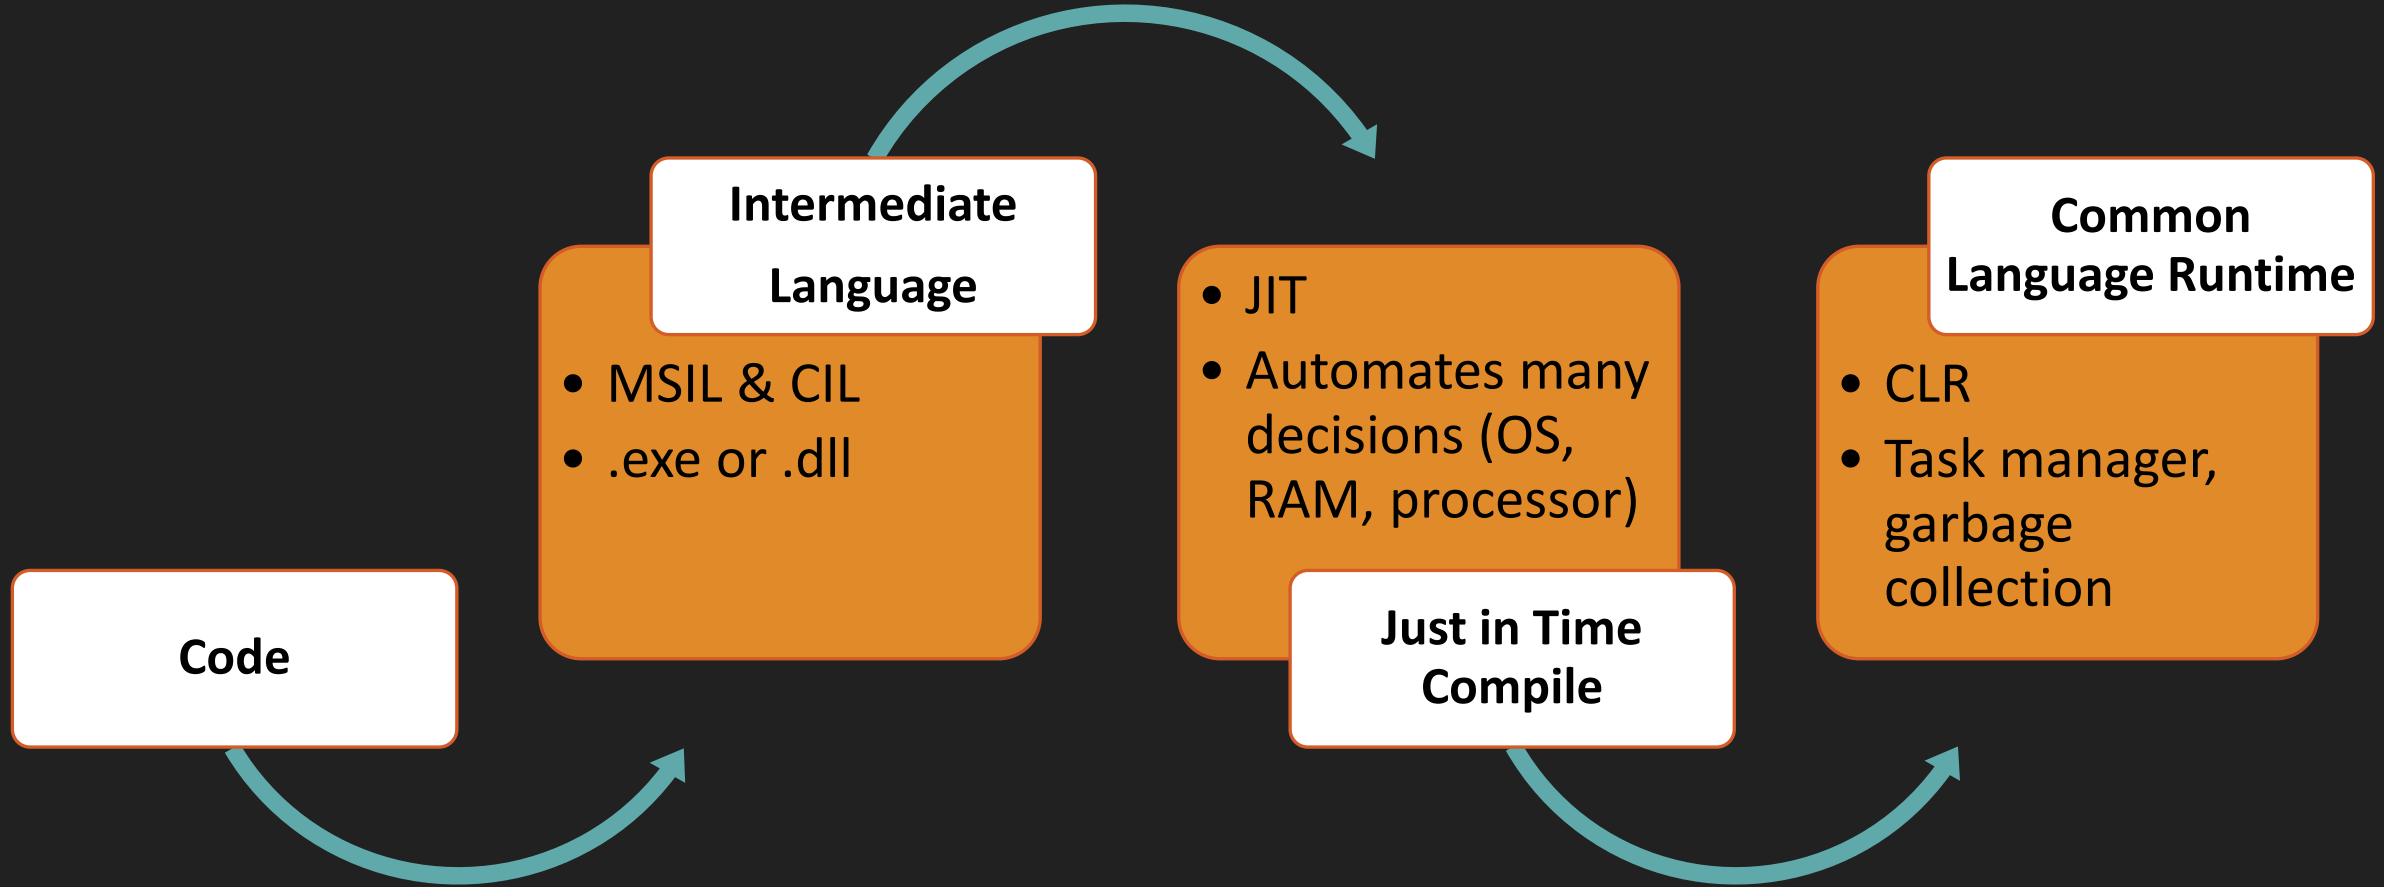 Code
Intermediate
Language
• MSIL & CIL
• .exe or .dll
• JIT
• Automates many
decisions (OS,
RAM, processor)
Just in Time
Compile
Common
Language Runtime
• CLR
• Task manager,
garbage
collection